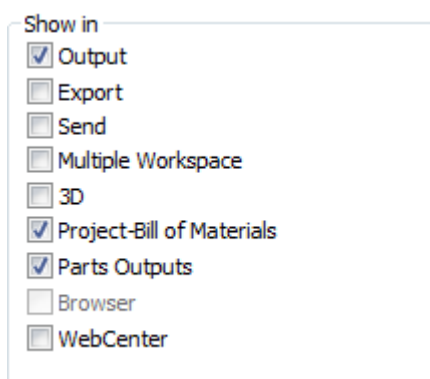 Show in
Output
Export
Send
Multiple Workspace
3D
Project-Bill of Materials
Parts Outputs
Browser
WebCenter